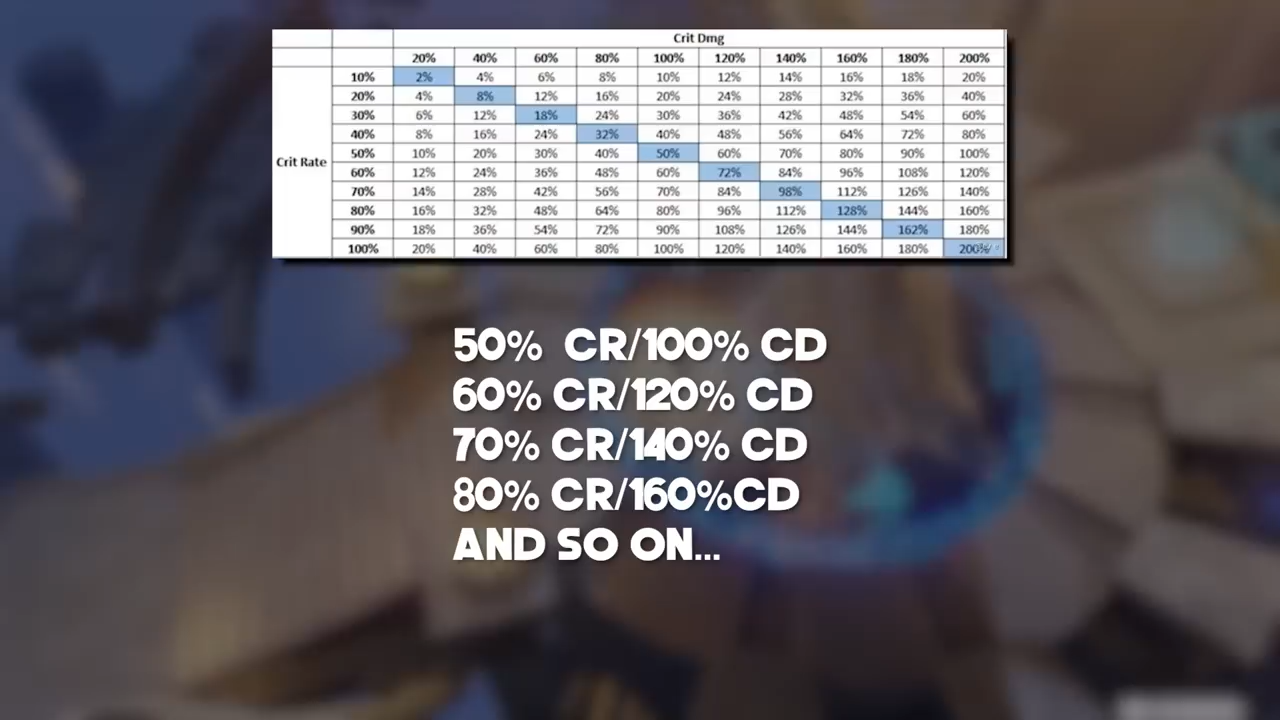 Crit Dmg
20% 40% 60% 80% 100% 120% 140% 160% 180% 200%
10% 2% 4% 6% 8% 10% 12% 14% 16% 18% 20%
20% 4% 8% 12% 16% 20% 24% 28% 32% 36% 40%
30% 6% 12% 18% 24% 30% 36% 42% 48% 54% 60%
40% 8% 16% 24% 32% 40% 48% 56% 64% 72% 80%
50% 10% 20% 30% 40% 50% 60% 70% 80% 90% 100%
Crit Rate
60% 12% 24% 36% 48% 60% 72% 84% 96% 108% 120%
70% 14% 28% 42% 56% 70% 84% 98% 112% 126% 140%
80% 16% 32% 48% 64% 80% 96% 112% 128% 144% 160%
90% 18% 36% 54% 72% 90% 108% 126% 144% 162% 180%
100% 20% 40% 60% 80% 100% 120% 140% 160% 180% 200%
50% CR/100% CD
60% CR/120% CD
70% CR/140% CD
80% CR/160%CD
AND SO ON...